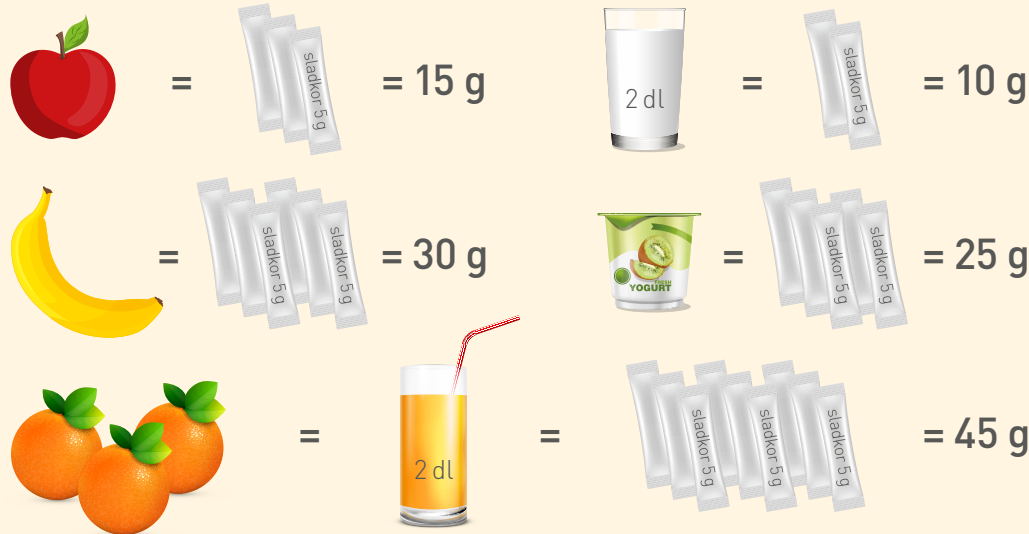 = sladkor 5 g = 15 g
2 dl = sladkor 5 g = 10 g
= sladkor 5 g sladkor 5 g = 30 g
FRESH
YOGURT
= sladkor 5 g sladkor 5 g = 25 g
= 2 dl = sladkor 5 g sladkor 5 g sladkor 5 g = 45 g